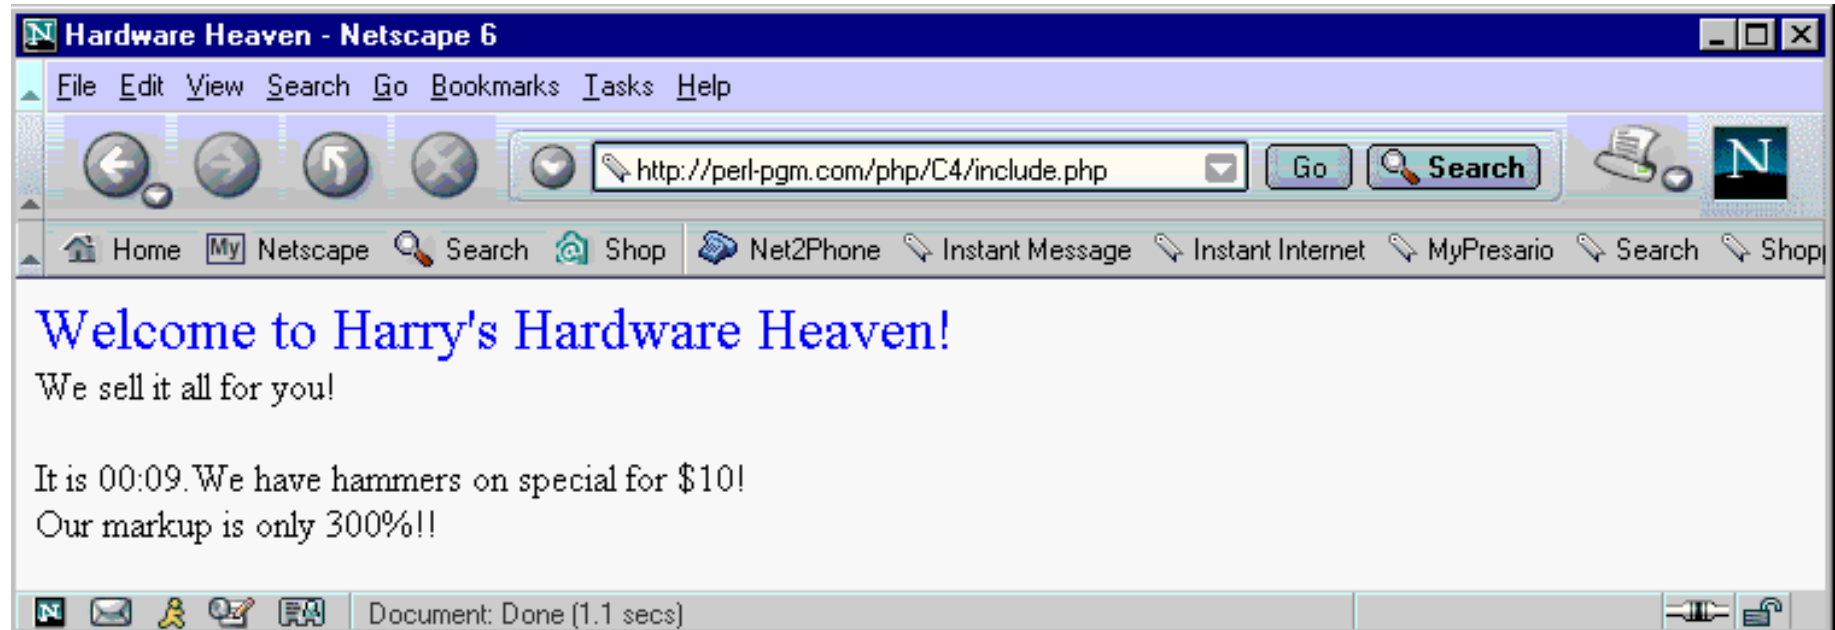 N Hardware Heaven - Netscape 6
File Edit View Search Go Bookmarks Tasks Help
http://perl-pgm.com/php/C4/include.php Go Search N
Home My Netscape Search Shop Net2Phone Instant Message Instant Internet MyPresario Search Shopp
Welcome to Harry's Hardware Heaven!
We sell it all for you!
It is 00:09.We have hammers on special for $10!
Our markup is only 300%!!
N Document: Done (1.1 secs)